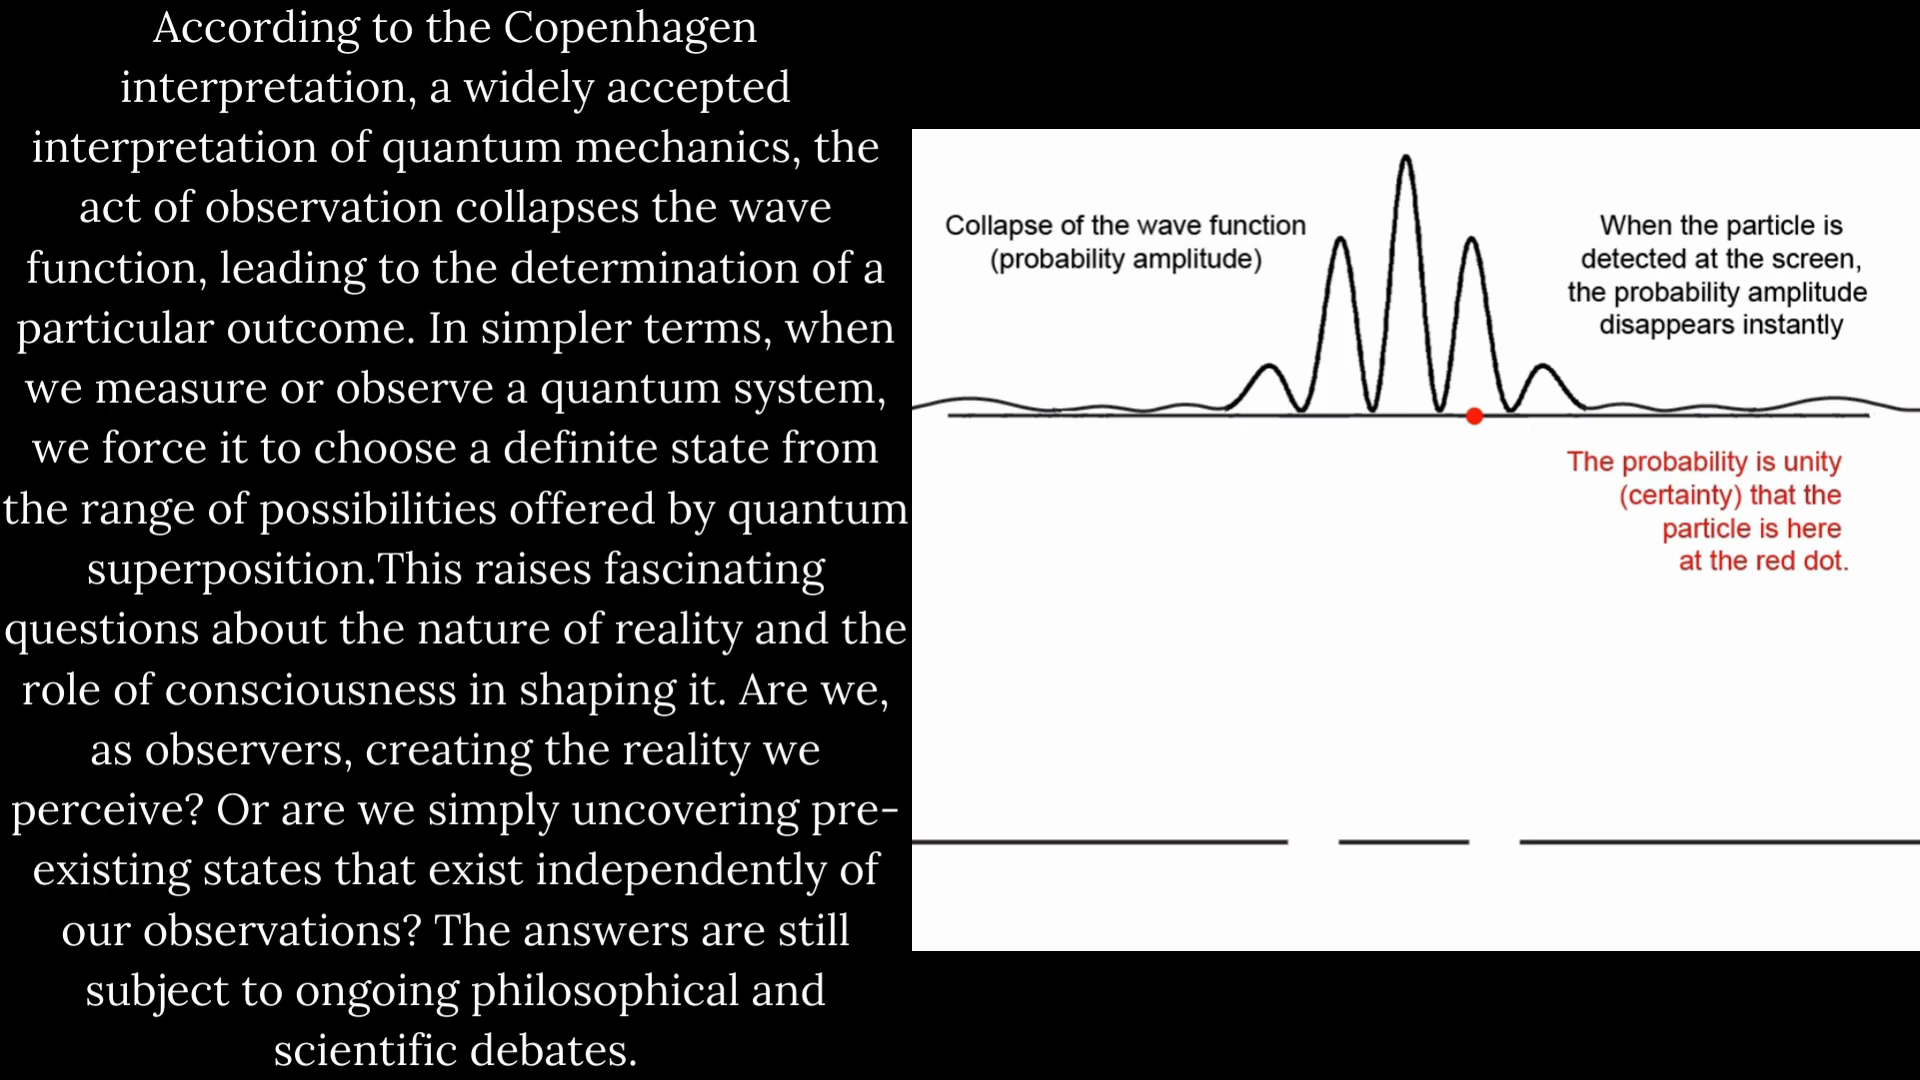 According to the Copenhagen
interpretation, a widely accepted
interpretation of quantum mechanics, the
act of observation collapses the wave
function, leading to the determination of a
particular outcome. In simpler terms, when
we measure or observe a quantum system,
we force it to choose a definite state from
the range of possibilities offered by quantum
superposition.This raises fascinating
questions about the nature of reality and the
role of consciousness in shaping it. Are we,
as observers, creating the reality we
perceive? Or are we simply uncovering pre-
existing states that exist independently of
our observations? The answers are still
subject to ongoing philosophical and
scientific debates.
Collapse of the wave function
(probability amplitude)
When the particle is
detected at the screen,
the probability amplitude
disappears instantly
The probability is unity
(certainty) that the
particle is here
at the red dot.